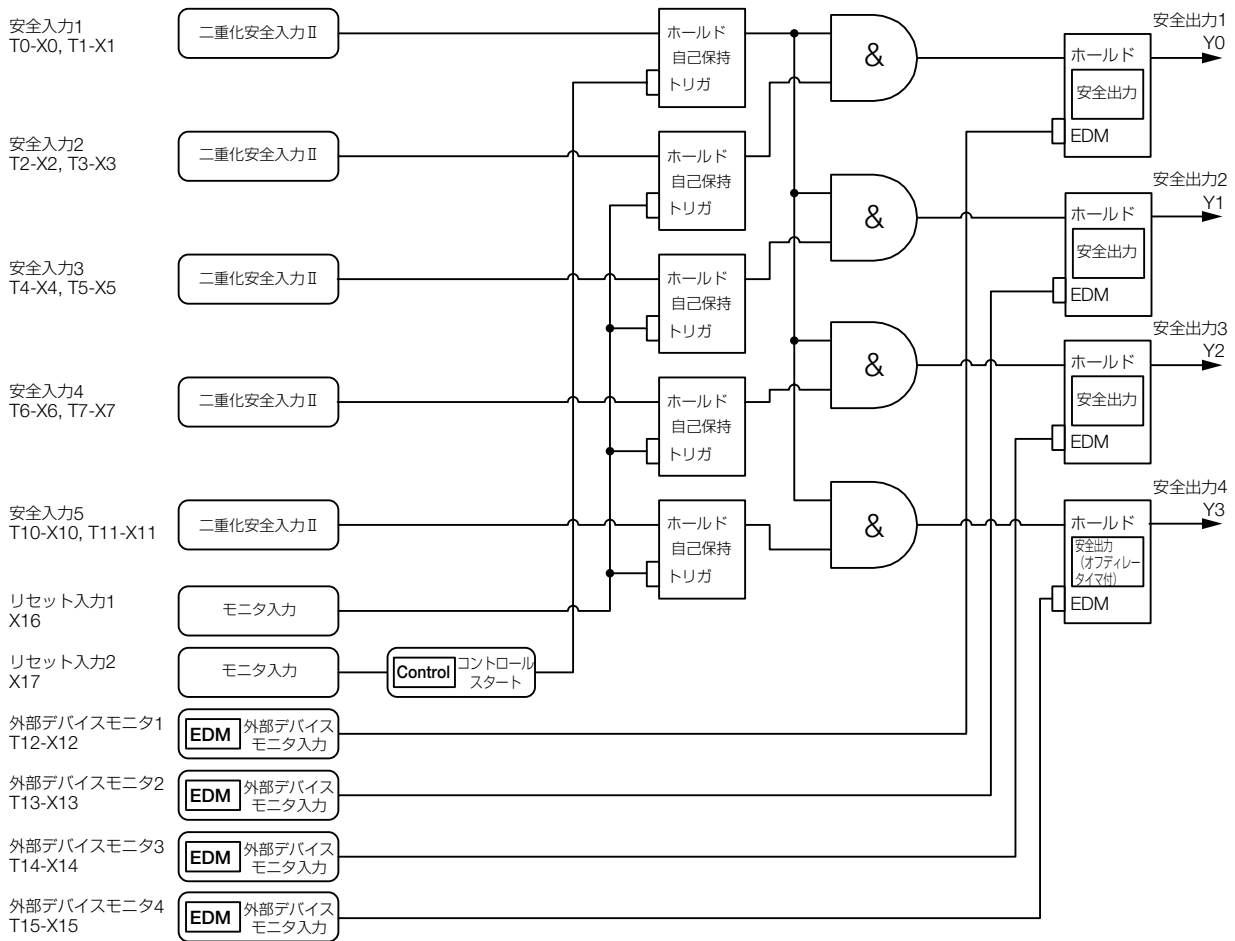 安全入力1
T0-X0, T1-X1
二重化安全入力Ⅱ
ホールド
自己保持
トリガ
&
安全出力1
Y0
ホールド
安全出力
EDM
安全入力2
T2-X2, T3-X3
二重化安全入力Ⅱ
ホールド
自己保持
トリガ
&
安全出力2
Y1
ホールド
安全出力
EDM
安全入力3
T4-X4, T5-X5
二重化安全入力Ⅱ
ホールド
自己保持
トリガ
&
安全出力3
Y2
ホールド
安全出力
EDM
安全入力4
T6-X6, T7-X7
二重化安全入力Ⅱ
ホールド
自己保持
トリガ
&
安全出力4
Y3
ホールド
安全出力
(オフディレー
タイマ付)
EDM
安全入力5
T10-X10, T11-X11
二重化安全入力Ⅱ
ホールド
自己保持
トリガ
リセット入力1
X16
モニタ入力
リセット入力2
X17
モニタ入力
Control
コントロール
スタート
外部デバイスモニタ1
T12-X12
EDM
外部デバイス
モニタ入力
外部デバイスモニタ2
T13-X13
EDM
外部デバイス
モニタ入力
外部デバイスモニタ3
T14-X14
EDM
外部デバイス
モニタ入力
外部デバイスモニタ4
T15-X15
EDM
外部デバイス
モニタ入力